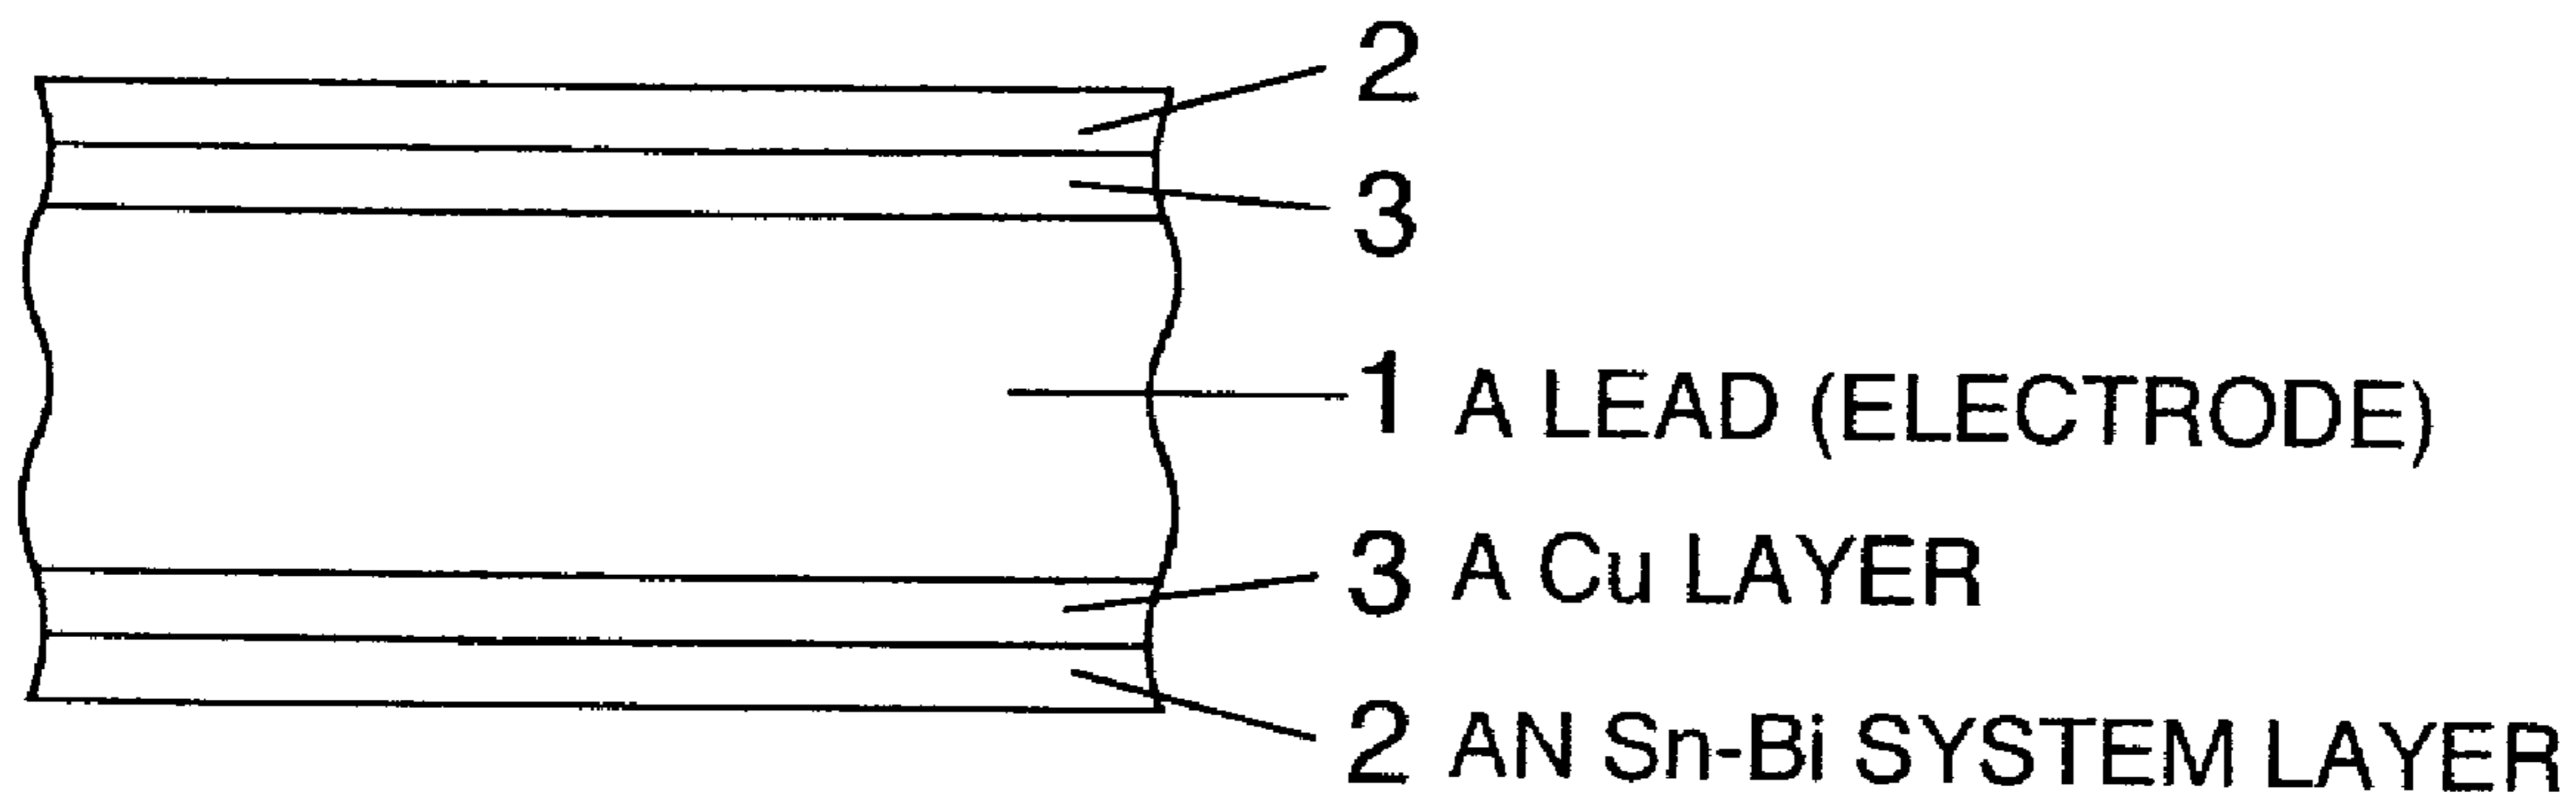 2
3
1 A LEAD (ELECTRODE)
3 A Cu LAYER
2 AN Sn-Bi SYSTEM LAYER